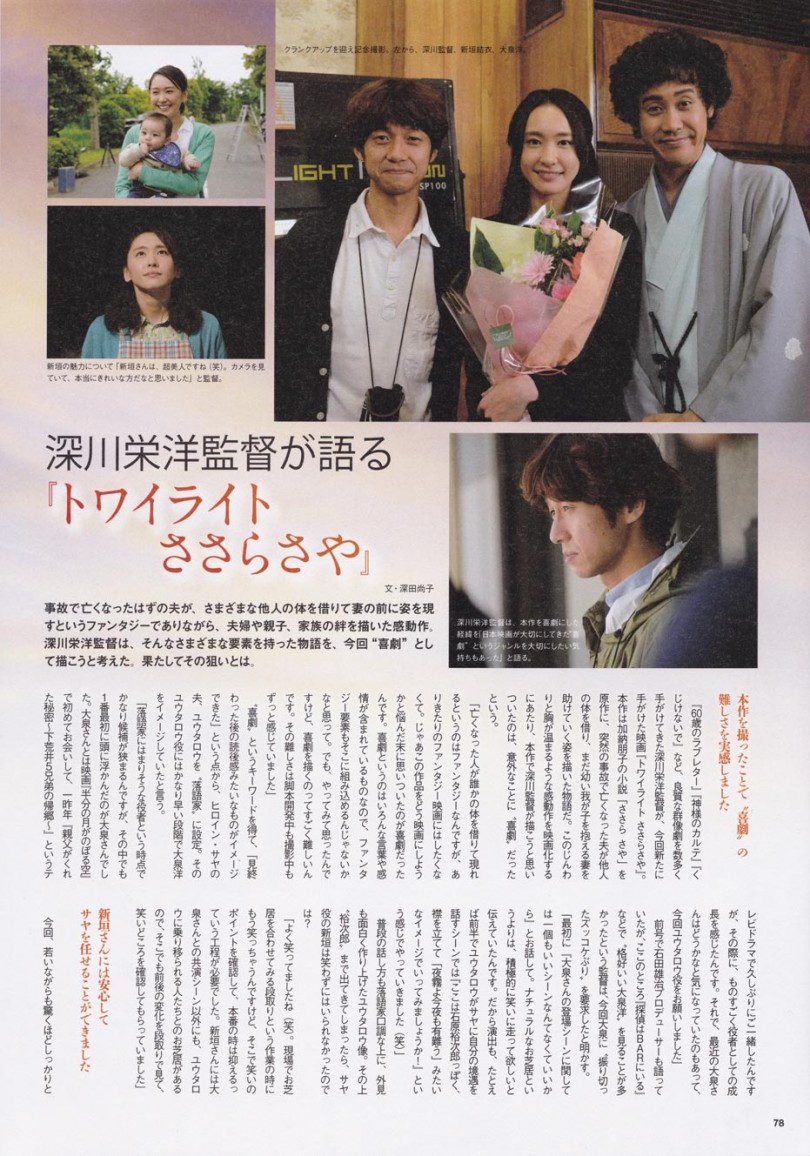 クランクアップを迎え記念撮影。左から、深川監督、新垣結衣、大泉洋。
LIGHT
ON
SP100
新垣の魅力について「新垣さんは、超美人ですね(笑)。カメラを見
ていて、本当にきれいな方だなと思いました」と監督。
深川栄洋監督が語る
『トワイライト
ささらさや』
文・深田尚子
事故で亡くなったはずの夫が、さまざまな他人の体を借りて妻の前に姿を現
すというファンタジーでありながら、夫婦や親子、家族の絆を描いた感動作。
深川栄洋監督は、そんなさまざまな要素を持った物語を、今回“喜劇”とし
て描こうと考えた。果たしてその狙いとは。
深川栄洋監督は、本作を喜劇にした
経緯を「日本映画が大切にしてきた“喜
劇”というジャンルを大切にしたい気
持ちもあった」と語る。
本作を撮ったことで“喜劇”の
難しさを実感しました
『60歳のラブレター』『神様のカルテ』『く
じけないで』など、良質な群像劇を数多く
手がけてきた深川栄洋監督が、今回新たに
手がけた映画『トワイライト ささらさや』。
本作は加納朋子の小説「ささら さや」を
原作に、突然の事故で亡くなった夫が他人
の体を借り、まだ幼い我が子を抱える妻を
助けていく姿を描いた物語だ。このじんわ
りと胸が温まるような感動作を映画化する
にあたり、本作で深川監督が描こうと思い
ついたのは、意外なことに“喜劇”だった
という。
「亡くなった人が誰かの体を借りて現れ
るというのはファンタジーなんですが、あ
りきたりのファンタジー映画にはしたくな
くて。じゃあこの作品をどう映画にしよう
かと悩んだ末に思いついたのが喜劇だった
んです。喜劇というのはいろんな言葉や感
情が含まれているものなので、ファンタ
ジー要素もそこに組み込めるんじゃないか
なと思って。でも、やってみて思ったんで
すけど、喜劇を描くのってすごく難しいん
です。その難しさは脚本開発中も撮影中も
ずっと感じていました」
“喜劇”というキーワードを得て、「見終
わった後の読後感みたいなものがイメージ
できた」という点から、ヒロイン・サヤの
夫、ユウタロウを“落語家”に設定。その
ユウタロウ役にはかなり早い段階で大泉洋
をイメージしていたと言う。
「落語家にはまりそうな役者という時点で
かなり候補が狭まるんですが、その中でも
1番最初に頭に浮かんだのが大泉さんでし
た。大泉さんとは映画『半分の月がのぼる空』
で初めてお会いして、一昨年『親父がくれ
た秘密〜下荒井5兄弟の帰郷〜』というテ
レビドラマで久しぶりにご一緒したんです
が、その際に、ものすごく役者としての成
長を感じたんです。それで、最近の大泉さ
んはどうかなと気になっていたのもあって、
今回ユウタロウ役をお願いしました」
前号で石田雄治プロデューサーも語って
いたが、ここのところ『探偵はBARにいる』
などで、“格好いい大泉洋”を見ることが多
かったという監督は、今回大泉に「振り切っ
たズッコケぶり」を要求したと明かす。
「最初に『大泉さんの登場シーンに関して
は一個もいいシーンなんてなくていいか
ら』とお話して。ナチュラルなお芝居とい
うよりは、積極的に笑いに走って欲しいと
伝えていたんです。だから演出も、たとえ
ば前半でユウタロウがサヤに自分の境遇を
話すシーンでは『ここは石原裕次郎っぽく、
襟を立てて「夜霧よ今夜も有難う」みたい
なイメージでいってみましょうかー』とい
う感じでやっていきました(笑)」
普段の話し方も落語家口調な上に、外見
も面白く作り上げたユウタロウ像。その上
“裕次郎”まで出てきてしまったら、サヤ
役の新垣は笑わずにはいられなかったので
は?
「よく笑ってましたね(笑)。現場でお芝
居を合わせてみる段取りという作業の時に
もう笑っちゃうんですけど、そこで笑いの
ポイントを確認して、本番の時は抑えるっ
ていう工程が必要でした。新垣さんには大
泉さんとの共演シーン以外にも、ユウタロ
ウに乗り移られる人たちとのお芝居がある
ので、そこでも前後の変化を段取りで見て、
笑いどころを確認してもらっていました」
新垣さんには安心して
サヤを任せることができました
今回、若いながらも驚くほどしっかりと
78